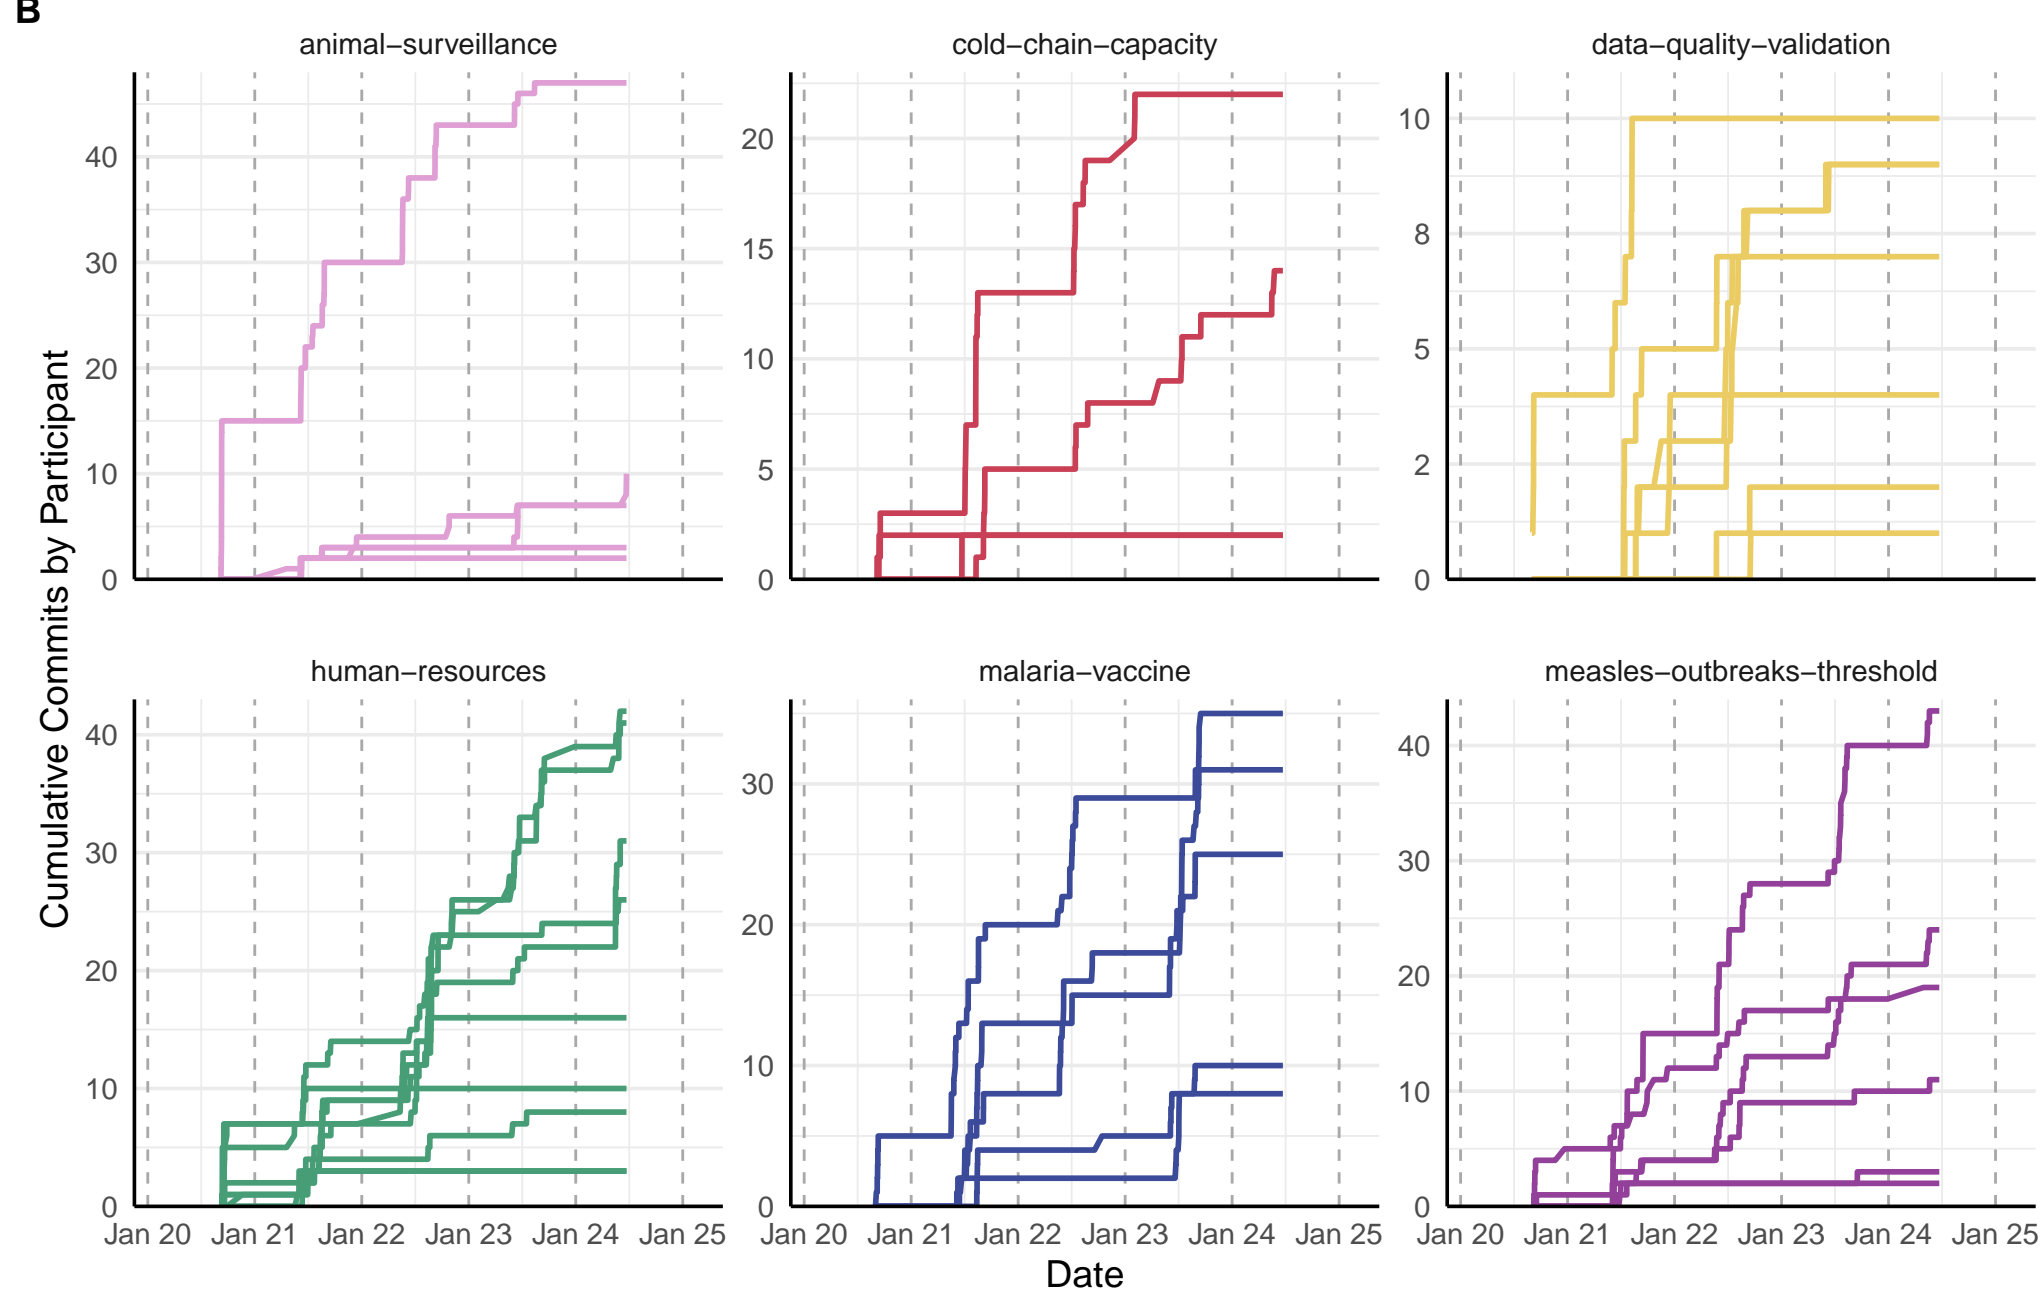 B
animal−surveillance
cold−chain−capacity
data−quality−validation
Cumulative Commits by Participant
40
30
20
10
0
20
15
10
5
0
10
8
5
2
0
human−resources
malaria−vaccine
measles−outbreaks−threshold
40
30
20
10
0
30
20
10
0
40
30
20
10
0
Jan 20 Jan 21 Jan 22 Jan 23 Jan 24 Jan 25
Jan 20 Jan 21 Jan 22 Jan 23 Jan 24 Jan 25
Jan 20 Jan 21 Jan 22 Jan 23 Jan 24 Jan 25
Date